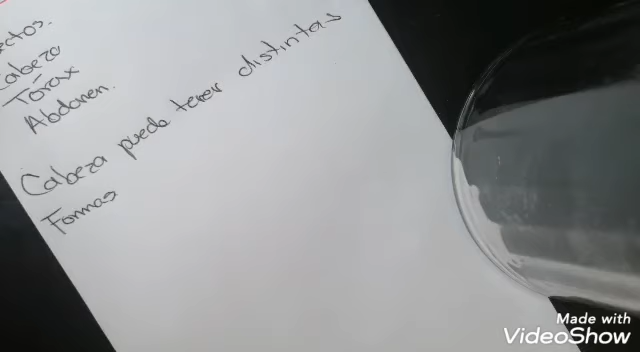 Cabeza
Tórax
Abdomen.
Cabeza puede tener distintas
Formas
Made with
VideoShow